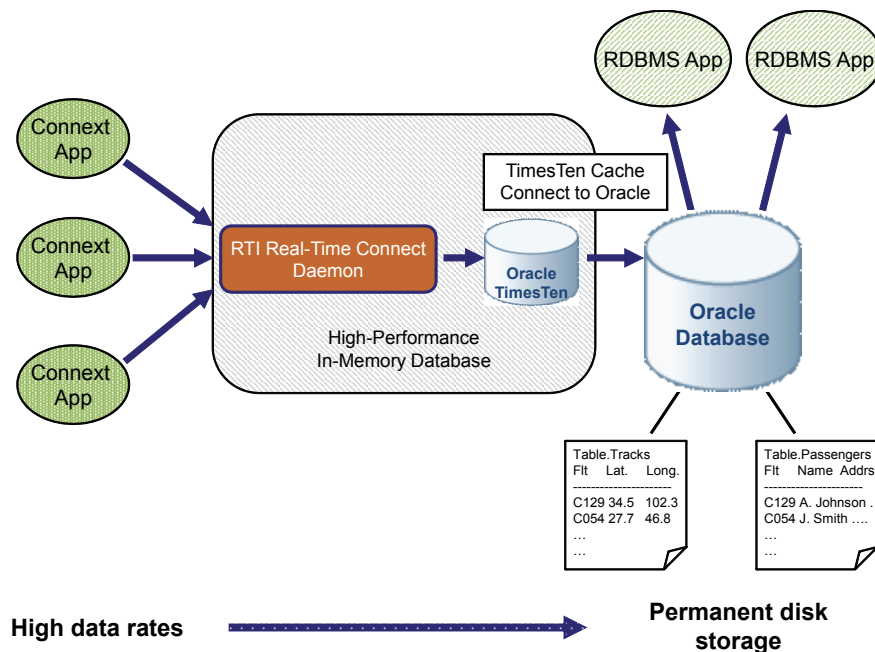 RDBMS App
RDBMS App
Connext
App
Connext
App
Connext
App
TimesTen Cache
Connect to Oracle
RTI Real-Time Connect
Daemon
Oracle
TimesTen
High-Performance
In-Memory Database
Oracle
Database
Table.Tracks
Flt Lat. Long.
-----------------------
C129 34.5 102.3
C054 27.7 46.8
…
…
Table.Passengers
Flt Name Addrs
-----------------------
C129 A. Johnson .
C054 J. Smith ….
…
…
High data rates
Permanent disk
storage